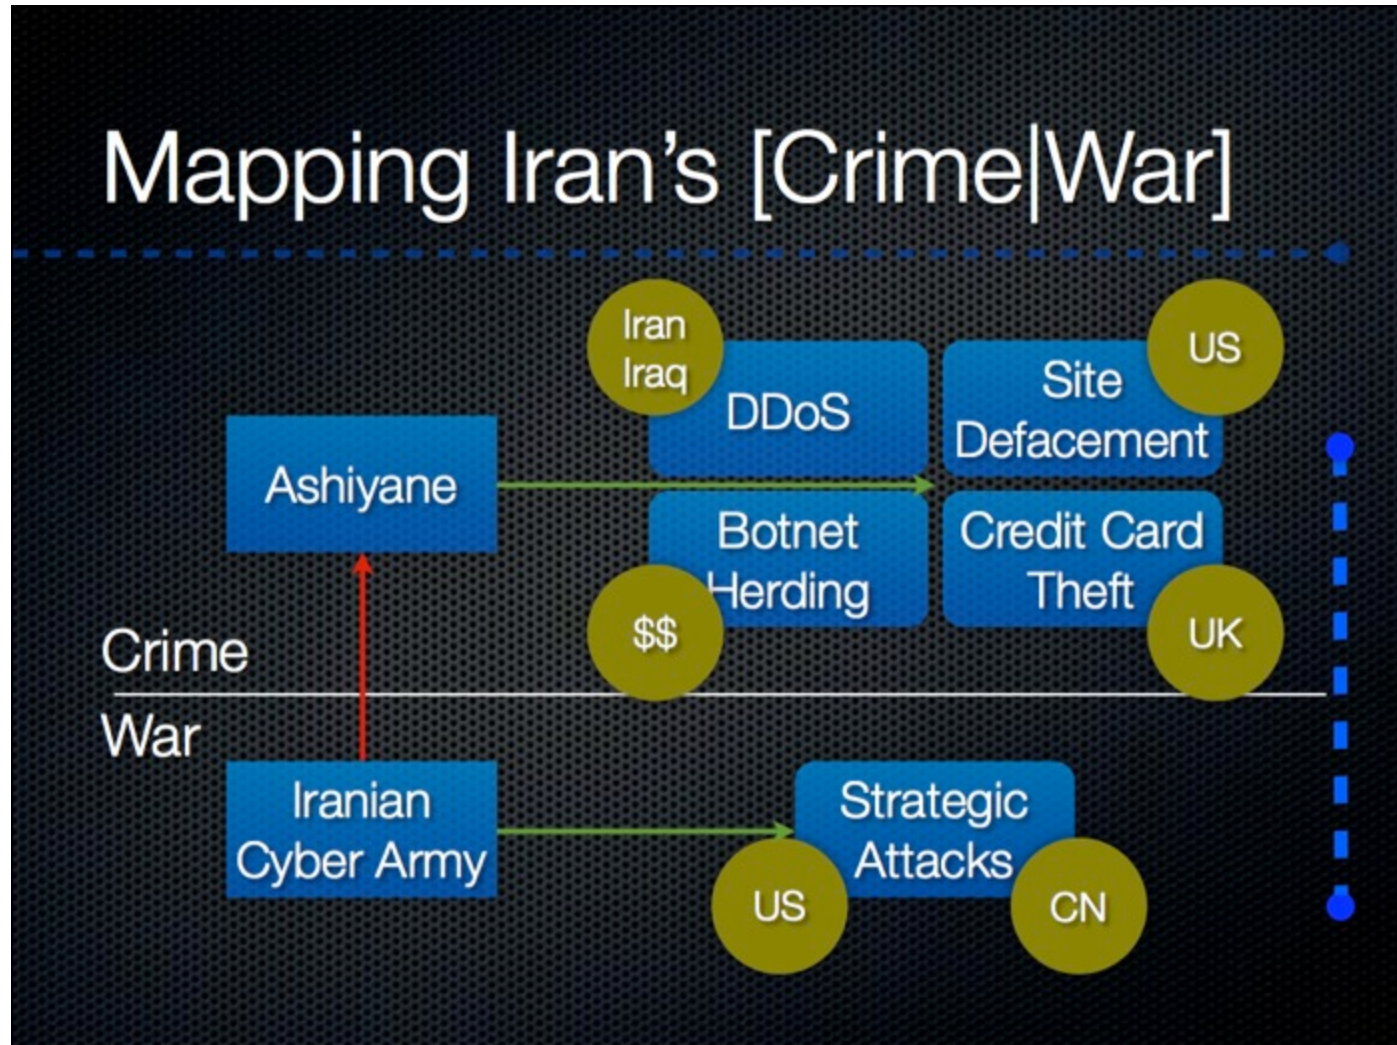 Mapping Iran's [Crime|War]
Iran
Iraq
DDoS
Site
Defacement
US
Ashiyane
Botnet
Herding
$$
Credit Card
Theft
UK
Crime
War
Iranian
Cyber Army
Strategic
Attacks
US
CN